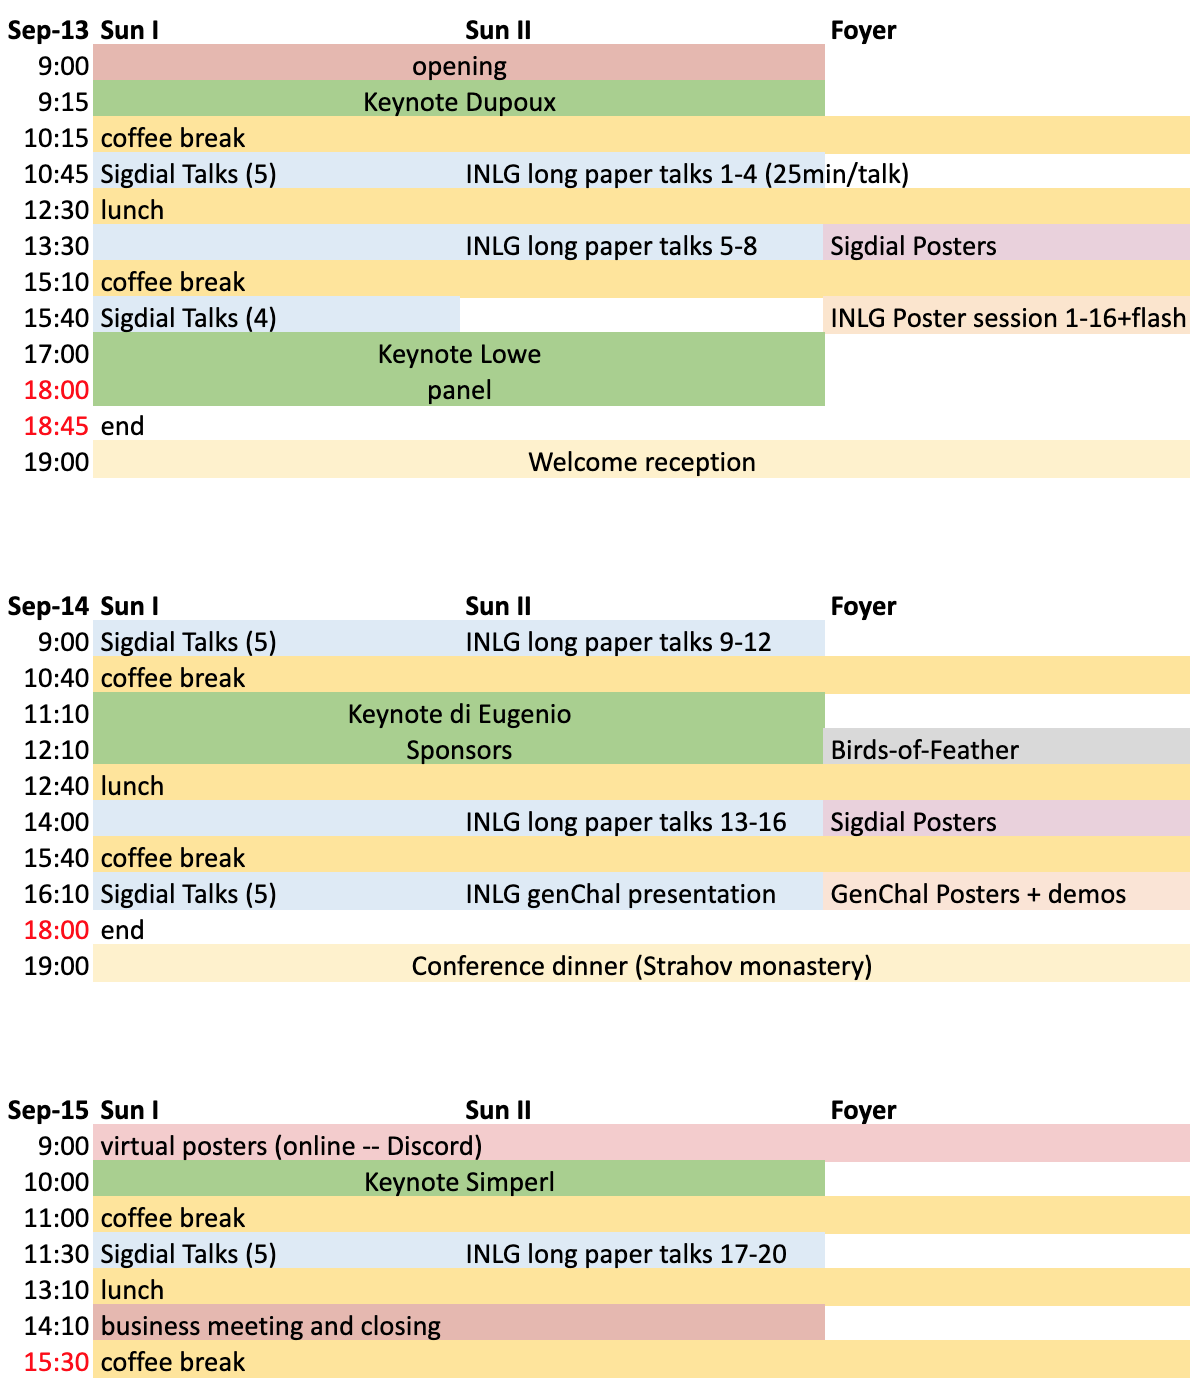 Sep-13 Sun I Sun II Foyer
9:00 opening
9:15 Keynote Dupoux
10:15 coffee break
10:45 Sigdial Talks (5) INLG long paper talks 1-4 (25min/talk)
12:30 lunch
13:30 INLG long paper talks 5-8 Sigdial Posters
15:10 coffee break
15:40 Sigdial Talks (4) INLG Poster session 1-16+flash
17:00 Keynote Lowe
18:00 panel
18:45 end
19:00 Welcome reception
Sep-14 Sun I Sun II Foyer
9:00 Sigdial Talks (5) INLG long paper talks 9-12
10:40 coffee break
11:10 Keynote di Eugenio
12:10 Sponsors Birds-of-Feather
12:40 lunch
14:00 INLG long paper talks 13-16 Sigdial Posters
15:40 coffee break
16:10 Sigdial Talks (5) INLG genChal presentation GenChal Posters + demos
18:00 end
19:00 Conference dinner (Strahov monastery)
Sep-15 Sun I Sun II Foyer
9:00 virtual posters (online -- Discord)
10:00 Keynote Simperl
11:00 coffee break
11:30 Sigdial Talks (5) INLG long paper talks 17-20
13:10 lunch
14:10 business meeting and closing
15:30 coffee break